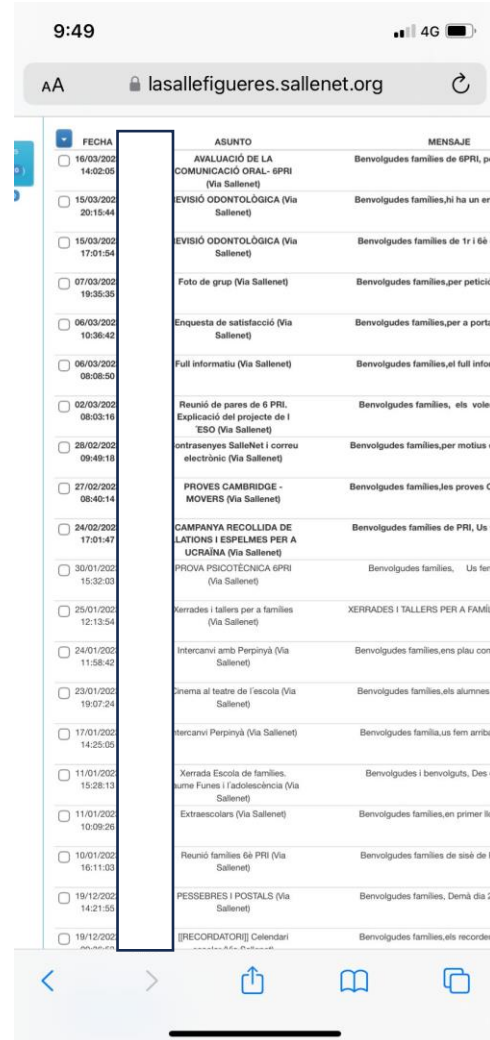 9:49
4G
AA lasallefigueres.sallenet.org
FECHA ASUNTO MENSAJE
16/03/202 AVALUACIÓ DE LA Benvolgudes famílies de 6PRI, pe
14:02:05 COMUNICACIÓ ORAL- 6PRI
(Via Sallenet)
15/03/202 EVISIÓ ODONTOLÒGICA (Via Benvolgudes famílies,hi ha un er
20:15:44 Sallenet)
15/03/202 EVISIÓ ODONTOLÒGICA (Via Benvolgudes famílies de 1r i 6è
17:01:54 Sallenet)
07/03/202 Foto de grup (Via Sallenet) Benvolgudes famílies,per petició
19:35:35
06/03/202 Enquesta de satisfacció (Via Benvolgudes famílies,per a porta
10:36:42 Sallenet)
06/03/202 Full informatiu (Via Sallenet) Benvolgudes famílies,el full infor
08:08:50
02/03/202 Reunió de pares de 6 PRI. Benvolgudes famílies, els vole
08:03:16 Explicació del projecte de l
´ESO (Via Sallenet)
28/02/202 ontrasenyes SalleNet i correu Benvolgudes famílies,per motius
09:49:18 electrònic (Via Sallenet)
27/02/202 PROVES CAMBRIDGE - Benvolgudes famílies,les proves C
08:40:14 MOVERS (Via Sallenet)
24/02/202 CAMPANYA RECOLLIDA DE Benvolgudes famílies de PRI, Us
17:01:47 LATIONS I ESPELMES PER A
UCRAÏNA (Via Sallenet)
30/01/202 PROVA PSICOTÈCNICA 6PRI Benvolgudes famílies, Us fem
15:32:03 (Via Sallenet)
25/01/202 Xerrades i tallers per a famílies XERRADES I TALLERS PER A FAMÍL
12:13:54 (Via Sallenet)
24/01/202 Intercanvi amb Perpinyà (Via Benvolgudes famílies,ens plau com
11:58:42 Sallenet)
23/01/202 Cinema al teatre de l´escola (Via Benvolgudes famílies,els alumnes
19:07:24 Sallenet)
17/01/202 ntercanvi Perpinyà (Via Sallenet) Benvolgudes família,us fem arriba
14:25:05
11/01/202 Xerrada Escola de famílies. Benvolgudes i benvolguts, Des
15:28:13 aume Funes i l´adolescència (Via
Sallenet)
11/01/202 Extraescolars (Via Sallenet) Benvolgudes famílies,en primer llo
10:09:26
10/01/202 Reunió famílies 6è PRI (Via Benvolgudes famílies de sisè de
16:11:03 Sallenet)
19/12/202 PESSEBRES I POSTALS (Via Benvolgudes famílies, Demà dia 2
14:21:55 Sallenet)
19/12/202 [[RECORDATORI]] Celendari Benvolgudes famílies,els recorder